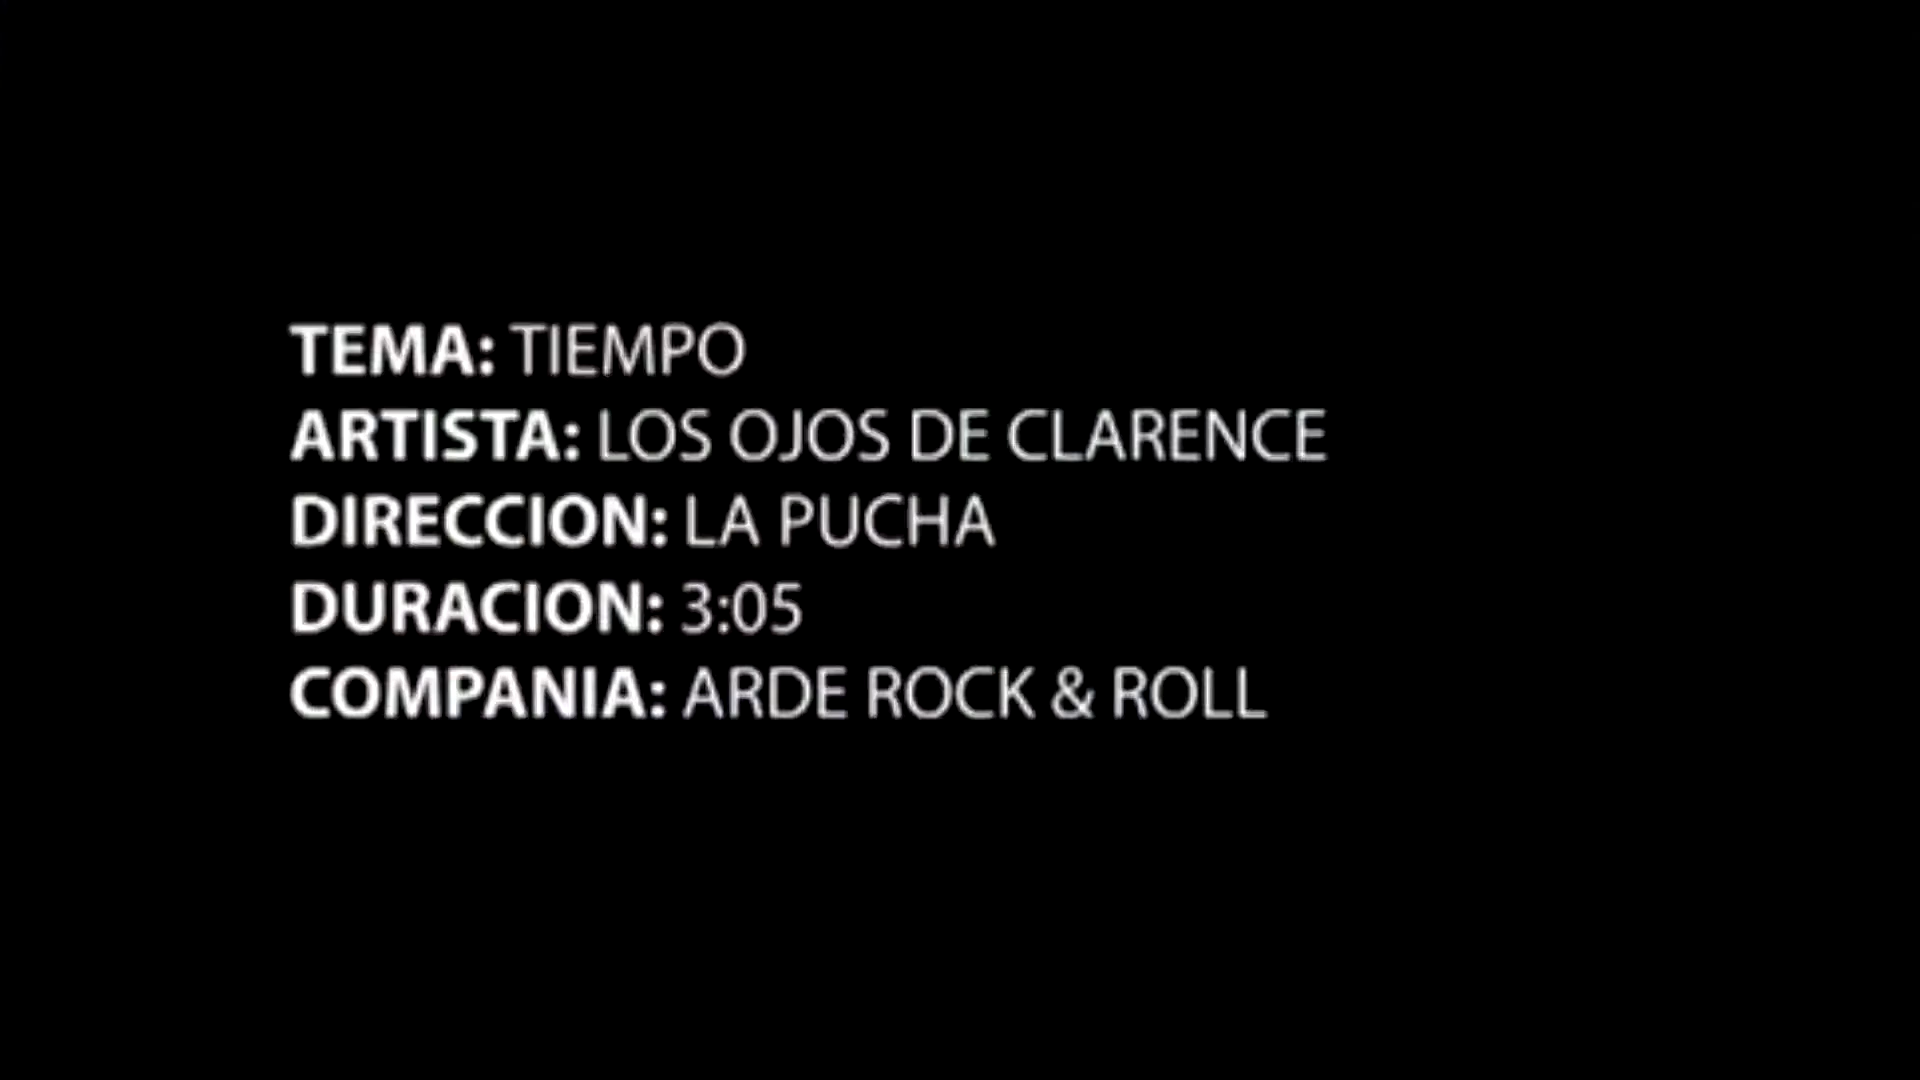 TEMA: TIEMPO
ARTISTA: LOS OJOS DE CLARENCE
DIRECCION: LA PUCHA
DURACION: 3:05
COMPANIA: ARDE ROCK & ROLL